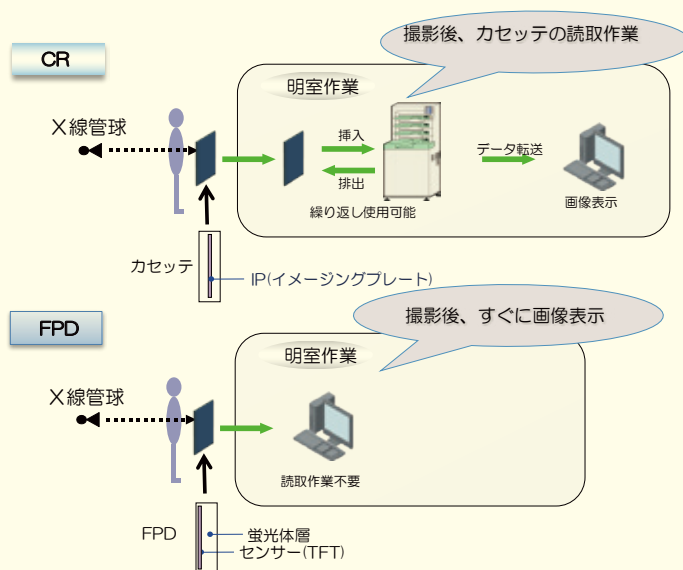 撮影後、カセッテの読取作業
CR
明室作業
X線管球
挿入
排出
データ転送
繰り返し使用可能
画像表示
カセッテ
IP(イメージングプレート)
撮影後、すぐに画像表示
FPD
明室作業
X線管球
読取作業不要
FPD
蛍光体層
センサー(TFT)